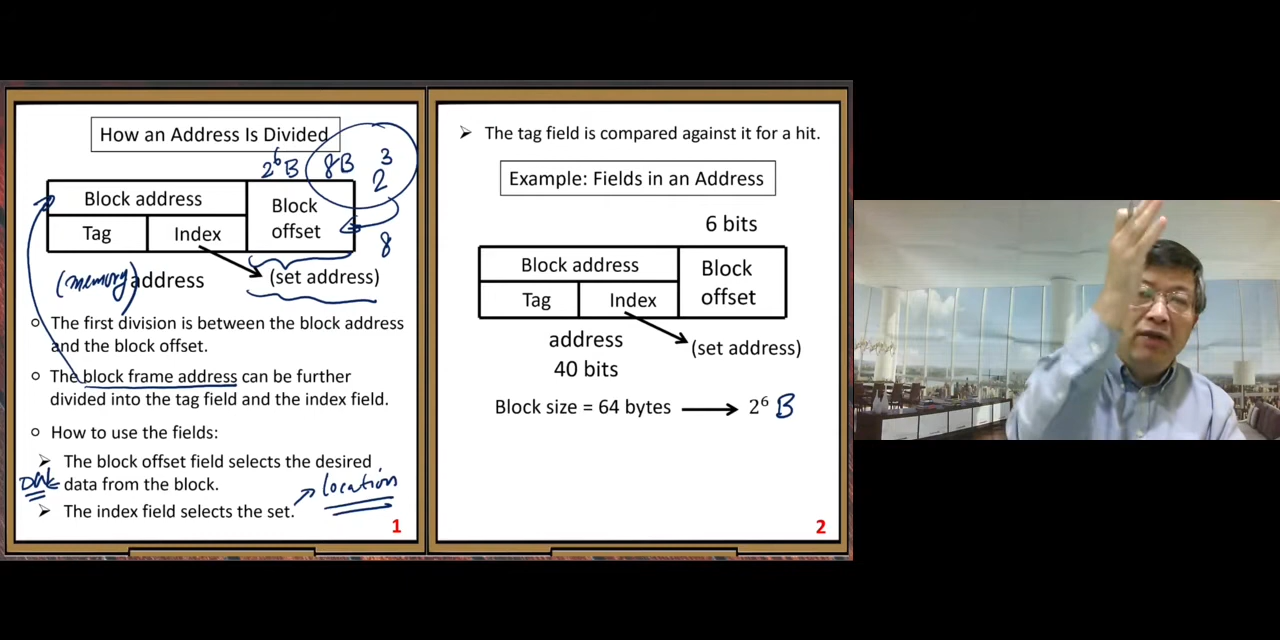 How an Address Is Divided
2⁶B 8B 3
2
Block address
Block
offset
Tag
Index
8
(memory) address
(set address)
The first division is between the block address
and the block offset.
The block frame address can be further
divided into the tag field and the index field.
How to use the fields:
The block offset field selects the desired
data from the block.
location
The index field selects the set.
1
The tag field is compared against it for a hit.
Example: Fields in an Address
6 bits
Block address
Block
offset
Tag
Index
address
(set address)
40 bits
Block size = 64 bytes 2⁶ B
2